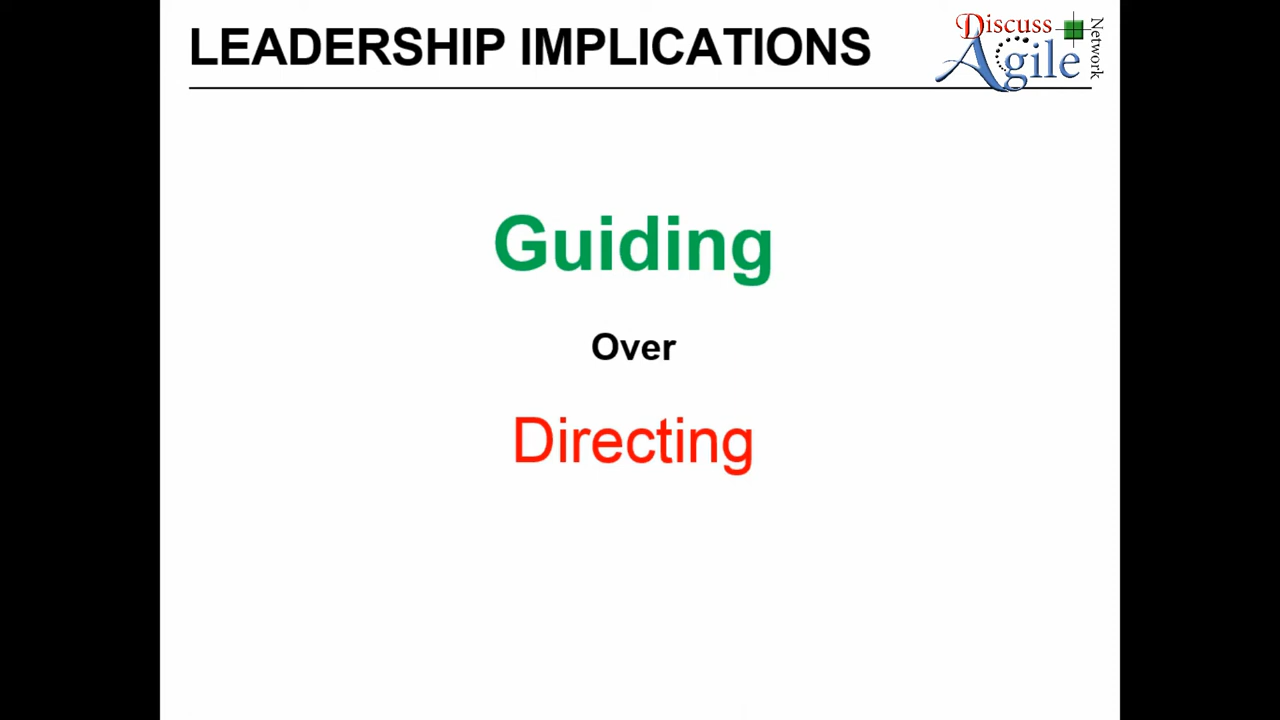 LEADERSHIP IMPLICATIONS
Discuss
Agile
Network
Guiding
Over
Directing